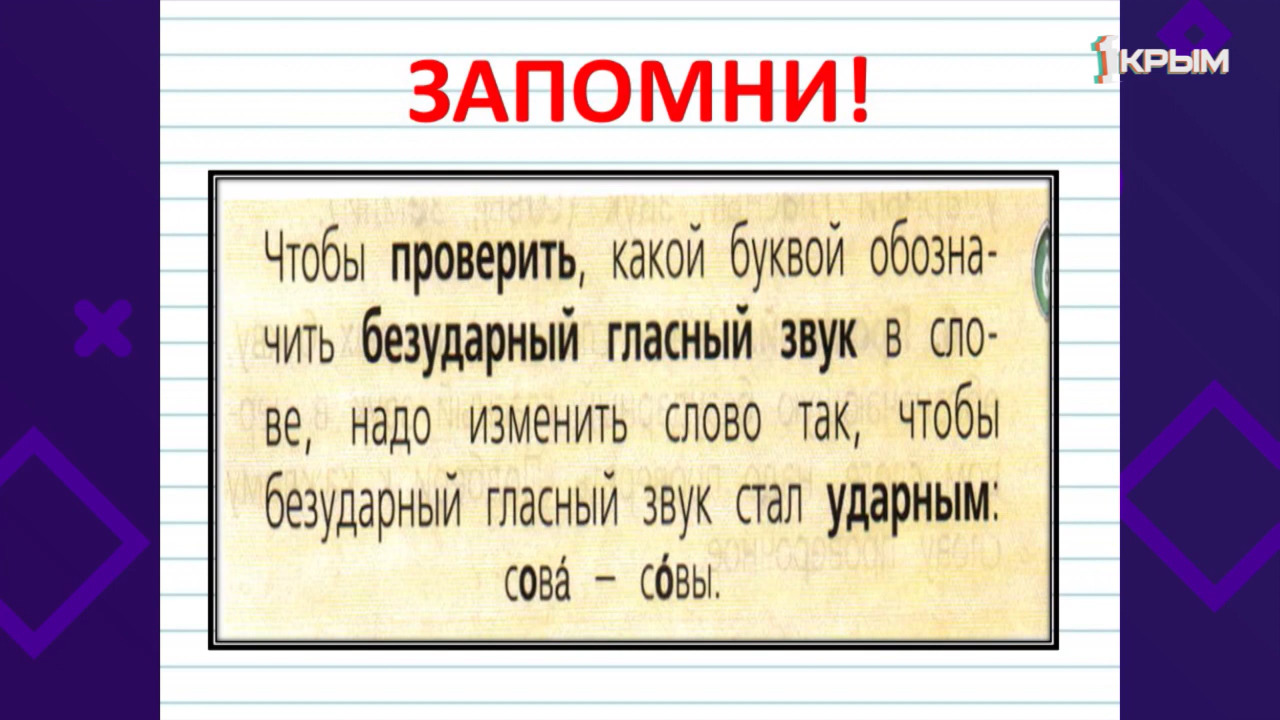 ЗАПОМНИ!
1КРЫМ
Чтобы проверить, какой буквой обозна-
чить безударный гласный звук в сло-
ве, надо изменить слово так, чтобы
безударный гласный звук стал ударным:
сова́ – со́вы.